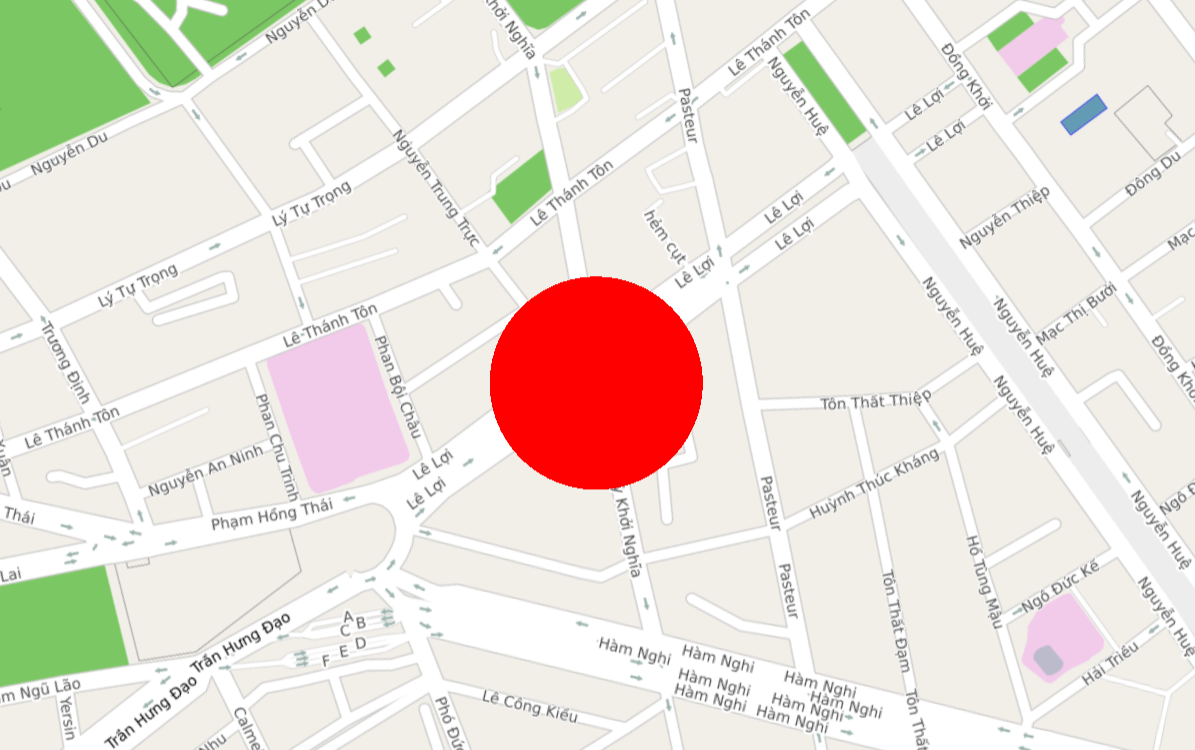 Nguyễn Du
Khởi Nghĩa
Lê Thánh Tôn
Đồng Khởi
Nguyễn Huệ
Pasteur
Lê Lợi
Lê Lợi
Nguyễn Du
Nguyễn Trung Trực
Đông Du
Lý Tự Trọng
Lê Thánh Tôn
Nguyễn Thiệp
Lê Lợi
Lê Lợi
hẻm cụt
Mạc
Lê Lợi
Lý Tự Trọng
Nguyễn Huệ
Nguyễn Huệ
Mạc Thị Bưởi
Lê Thánh Tôn
Trương Định
Phan Bội Châu
Đồng Khởi
Nguyễn Huệ
Tôn Thất Thiệp
Lê Thánh Tôn
Phan Chu Trinh
Nguyễn An Ninh
Lê Lợi
Lê Lợi
Huỳnh Thúc Kháng
Pasteur
Phạm Hồng Thái
Thái
Khởi Nghĩa
Nguyễn Huệ
Lai
Hồ Tùng Mậu
Ngô Đức Kế
Pasteur
Tôn Thất Đạm
Nguyễn Huệ
A
B
C
D
E
F
Trần Hưng Đạo
Hàm Nghi
Hàm Nghi
Hàm Nghi
Hàm Nghi
Hàm Nghi
Hàm Nghi
Hàm Nghi
Hàm Nghi
Hải Triều
Ngũ Lão
Yersin
Trần Hưng Đạo
Lê Công Kiều